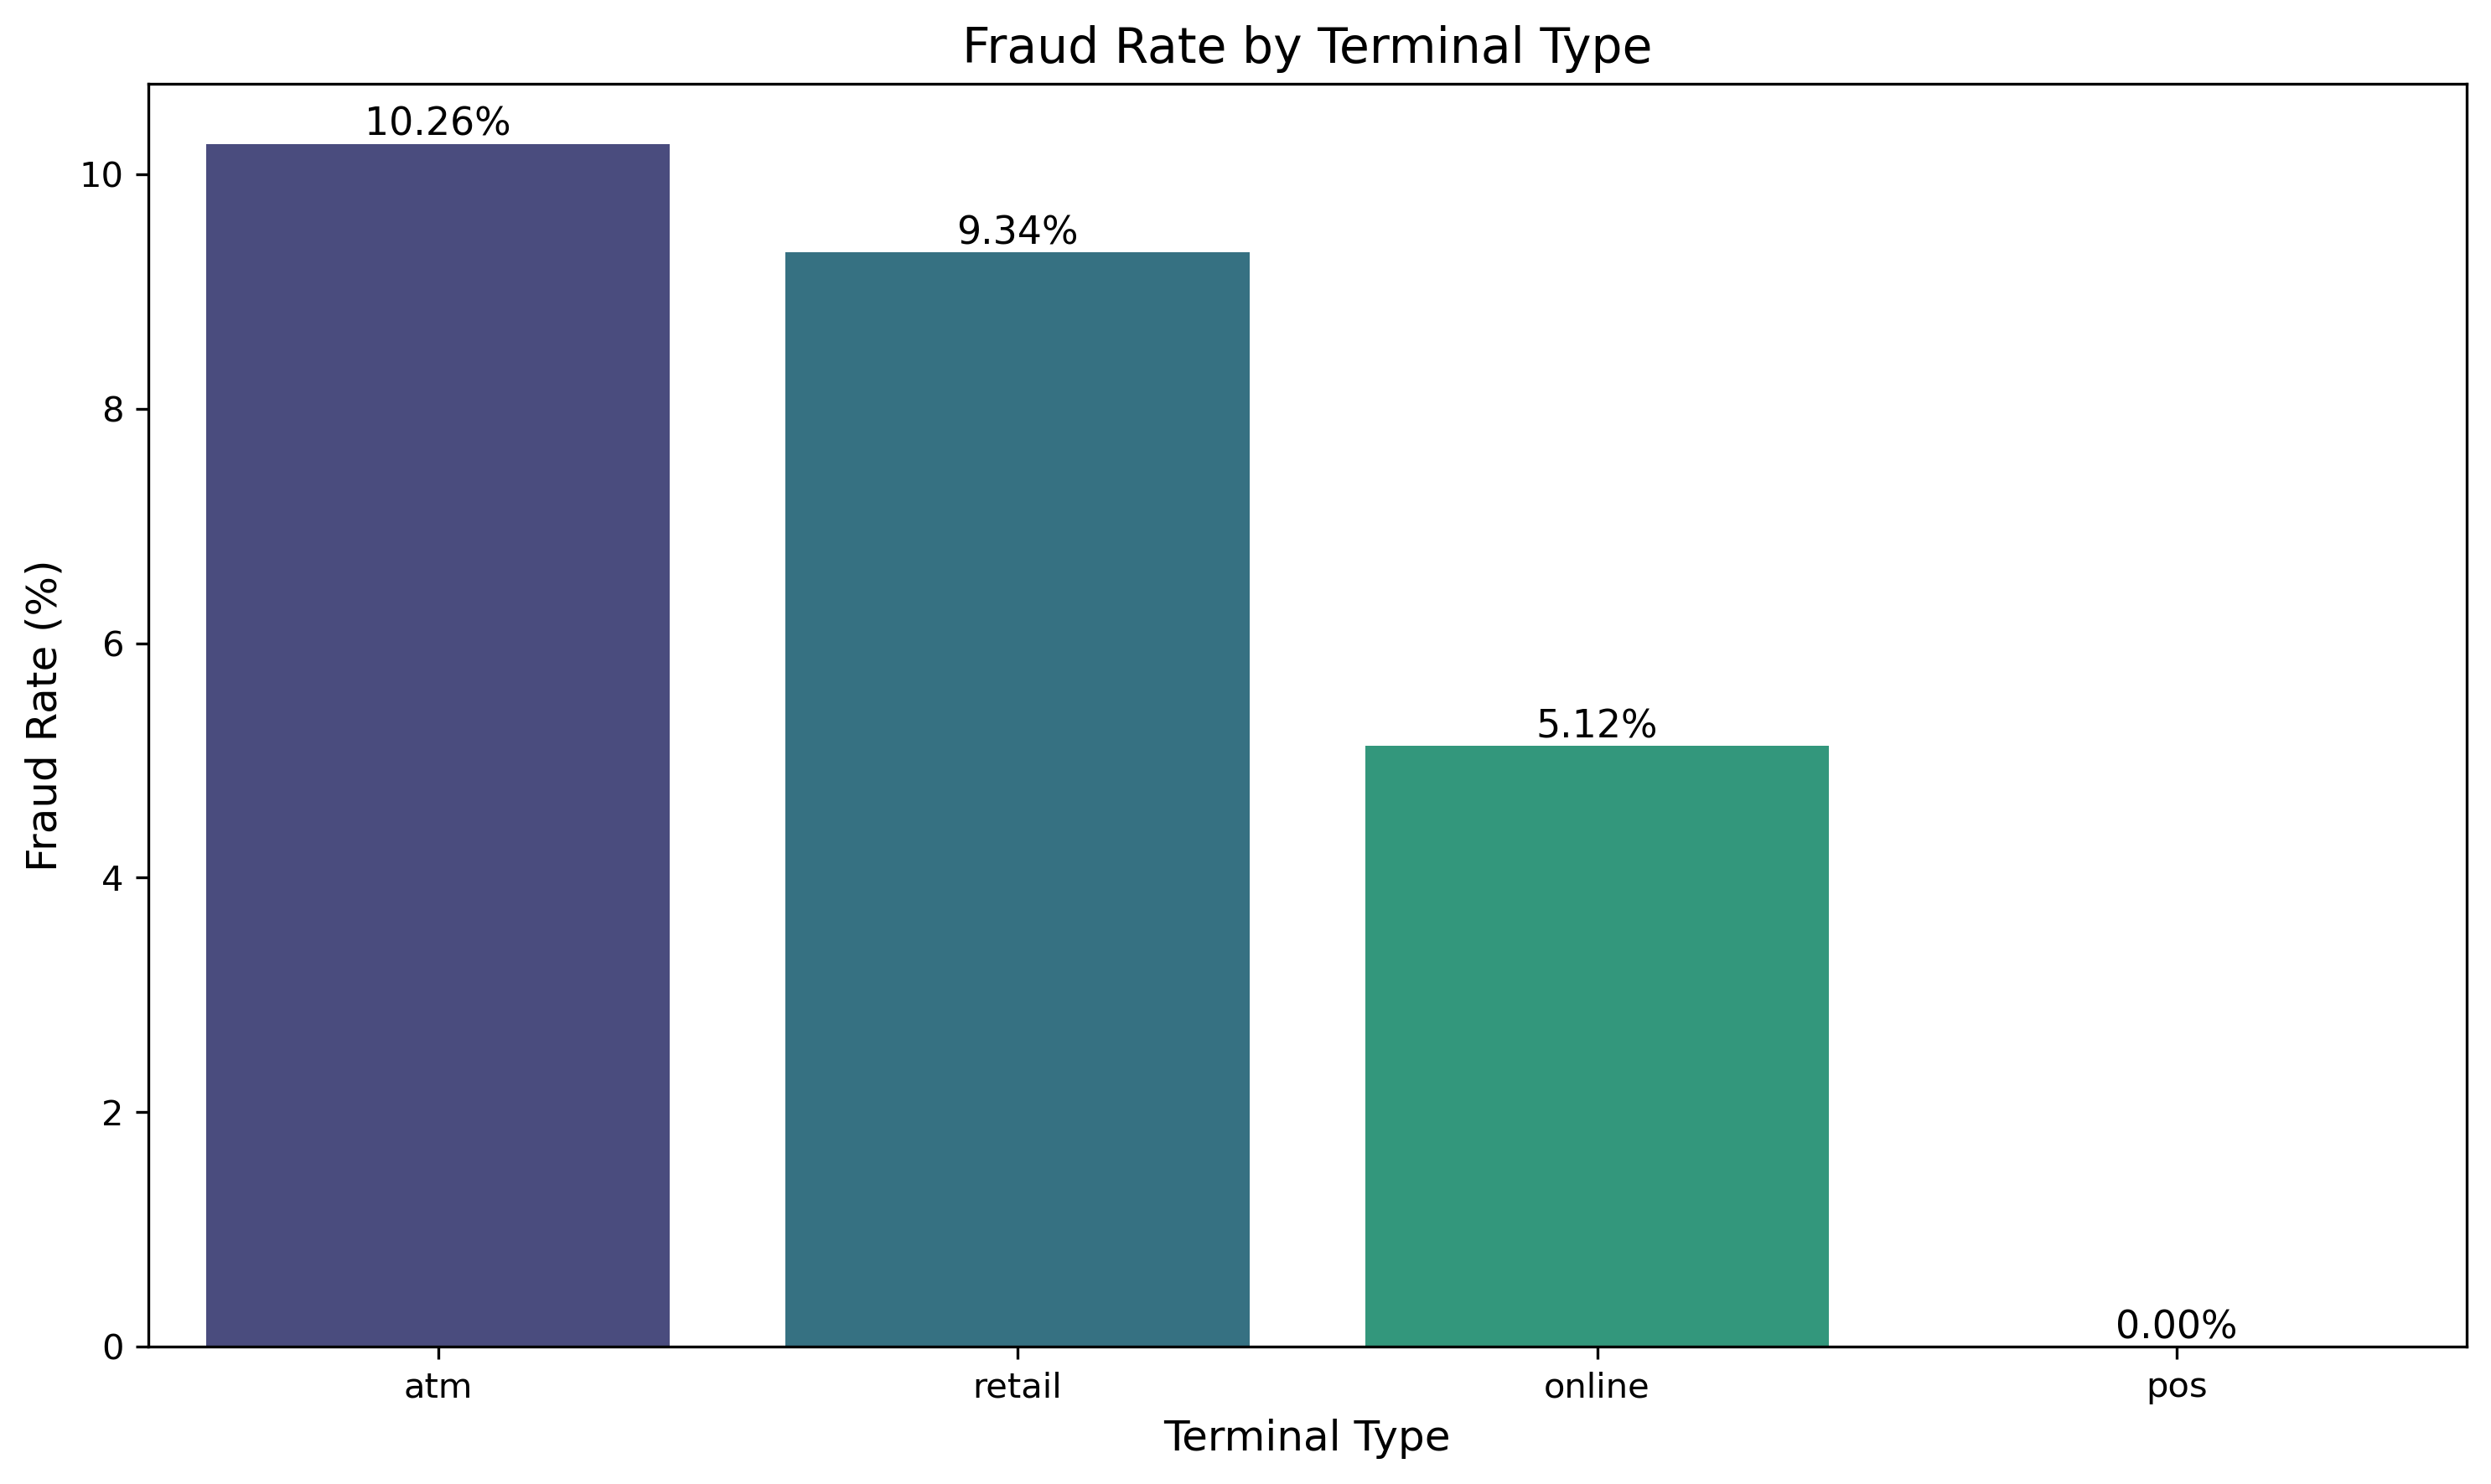 Fraud Rate by Terminal Type
10.26%
9.34%
5.12%
0.00%
10
8
6
4
2
0
Fraud Rate (%)
atm
retail
online
pos
Terminal Type